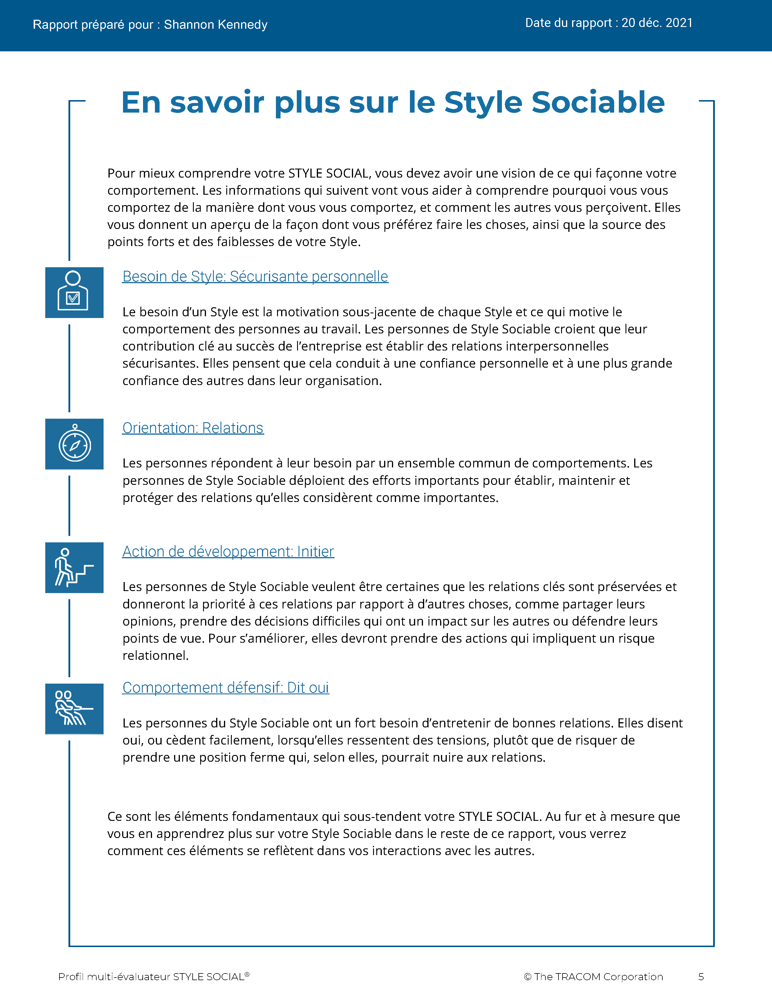 Rapport préparé pour : Shannon Kennedy
Date du rapport : 20 déc. 2021
En savoir plus sur le Style Sociable
Pour mieux comprendre votre STYLE SOCIAL, vous devez avoir une vision de ce qui façonne votre
comportement. Les informations qui suivent vont vous aider à comprendre pourquoi vous vous
comportez de la manière dont vous vous comportez, et comment les autres vous perçoivent. Elles
vous donnent un aperçu de la façon dont vous préférez faire les choses, ainsi que la source des
points forts et des faiblesses de votre Style.
Besoin de Style: Sécurisante personnelle
Le besoin d’un Style est la motivation sous-jacente de chaque Style et ce qui motive le
comportement des personnes au travail. Les personnes de Style Sociable croient que leur
contribution clé au succès de l’entreprise est établir des relations interpersonnelles
sécurisantes. Elles pensent que cela conduit à une confiance personnelle et à une plus grande
confiance des autres dans leur organisation.
Orientation: Relations
Les personnes répondent à leur besoin par un ensemble commun de comportements. Les
personnes de Style Sociable déploient des efforts importants pour établir, maintenir et
protéger des relations qu’elles considèrent comme importantes.
Action de développement: Initier
Les personnes de Style Sociable veulent être certaines que les relations clés sont préservées et
donneront la priorité à ces relations par rapport à d’autres choses, comme partager leurs
opinions, prendre des décisions difficiles qui ont un impact sur les autres ou défendre leurs
points de vue. Pour s’améliorer, elles devront prendre des actions qui impliquent un risque
relationnel.
Comportement défensif: Dit oui
Les personnes du Style Sociable ont un fort besoin d’entretenir de bonnes relations. Elles disent
oui, ou cèdent facilement, lorsqu’elles ressentent des tensions, plutôt que de risquer de
prendre une position ferme qui, selon elles, pourrait nuire aux relations.
Ce sont les éléments fondamentaux qui sous-tendent votre STYLE SOCIAL. Au fur et à mesure que
vous en apprendrez plus sur votre Style Sociable dans le reste de ce rapport, vous verrez
comment ces éléments se reflètent dans vos interactions avec les autres.
Profil multi-évaluateur STYLE SOCIAL®
© The TRACOM Corporation
5